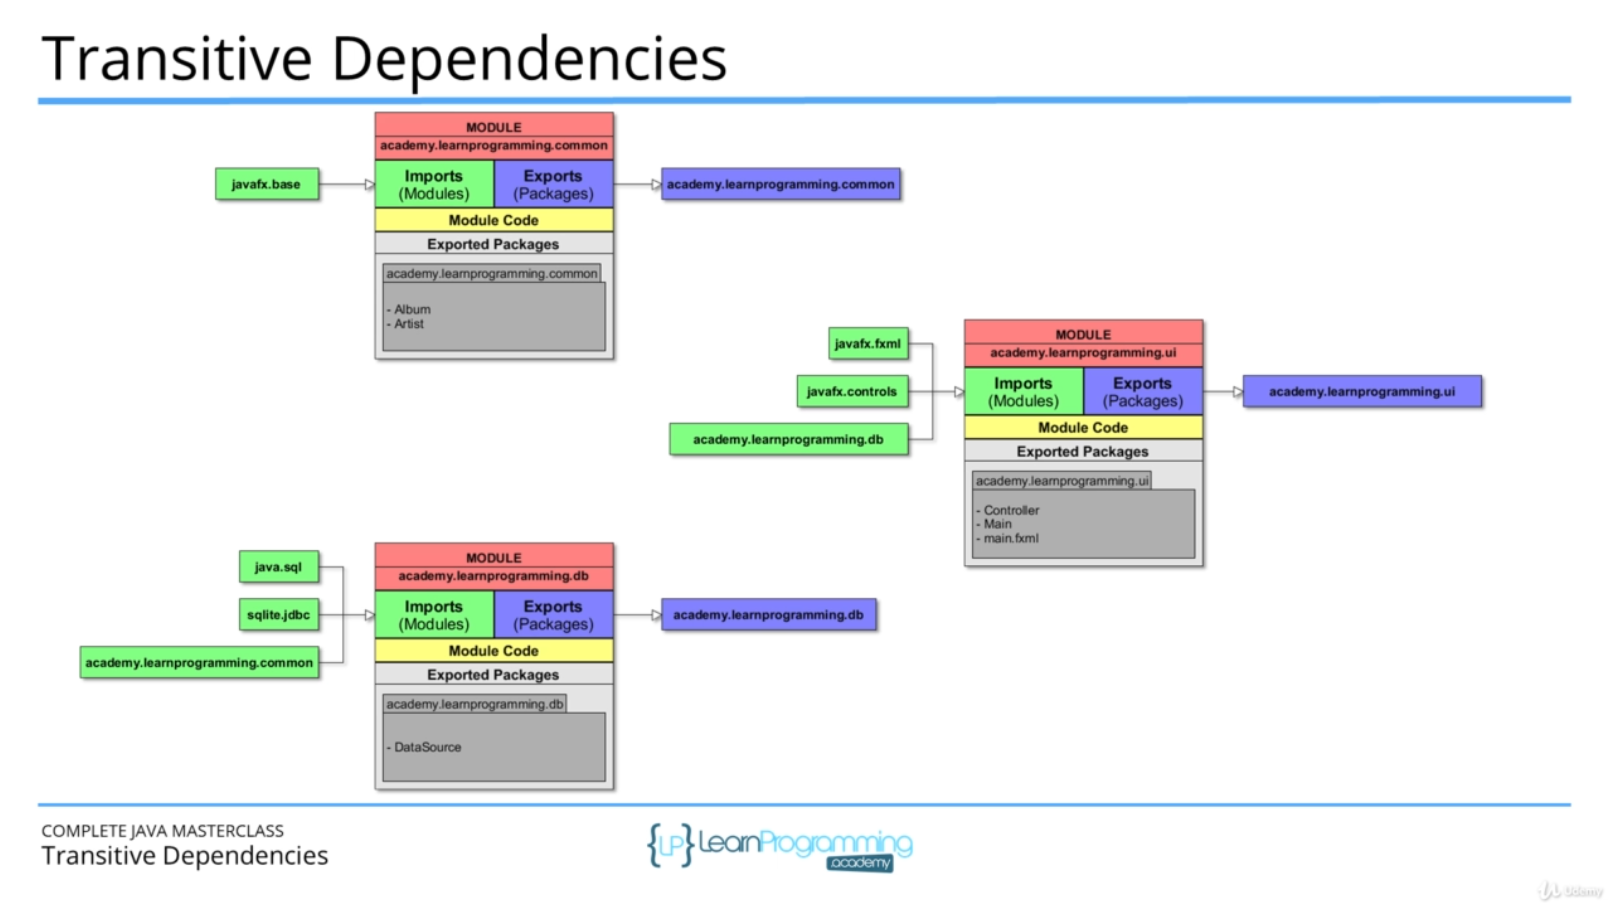 Transitive Dependencies
MODULE
academy.learnprogramming.common
javafx.base
Imports
(Modules)
Exports
(Packages)
academy.learnprogramming.common
Module Code
Exported Packages
academy.learnprogramming.common
- Album
- Artist
javafx.fxml
javafx.controls
academy.learnprogramming.db
MODULE
academy.learnprogramming.ui
Imports
(Modules)
Exports
(Packages)
academy.learnprogramming.ui
Module Code
Exported Packages
academy.learnprogramming.ui
- Controller
- Main
- main.fxml
java.sql
sqlite.jdbc
academy.learnprogramming.common
MODULE
academy.learnprogramming.db
Imports
(Modules)
Exports
(Packages)
academy.learnprogramming.db
Module Code
Exported Packages
academy.learnprogramming.db
- DataSource
COMPLETE JAVA MASTERCLASS
Transitive Dependencies
{LP} LearnProgramming
.academy
Udemy